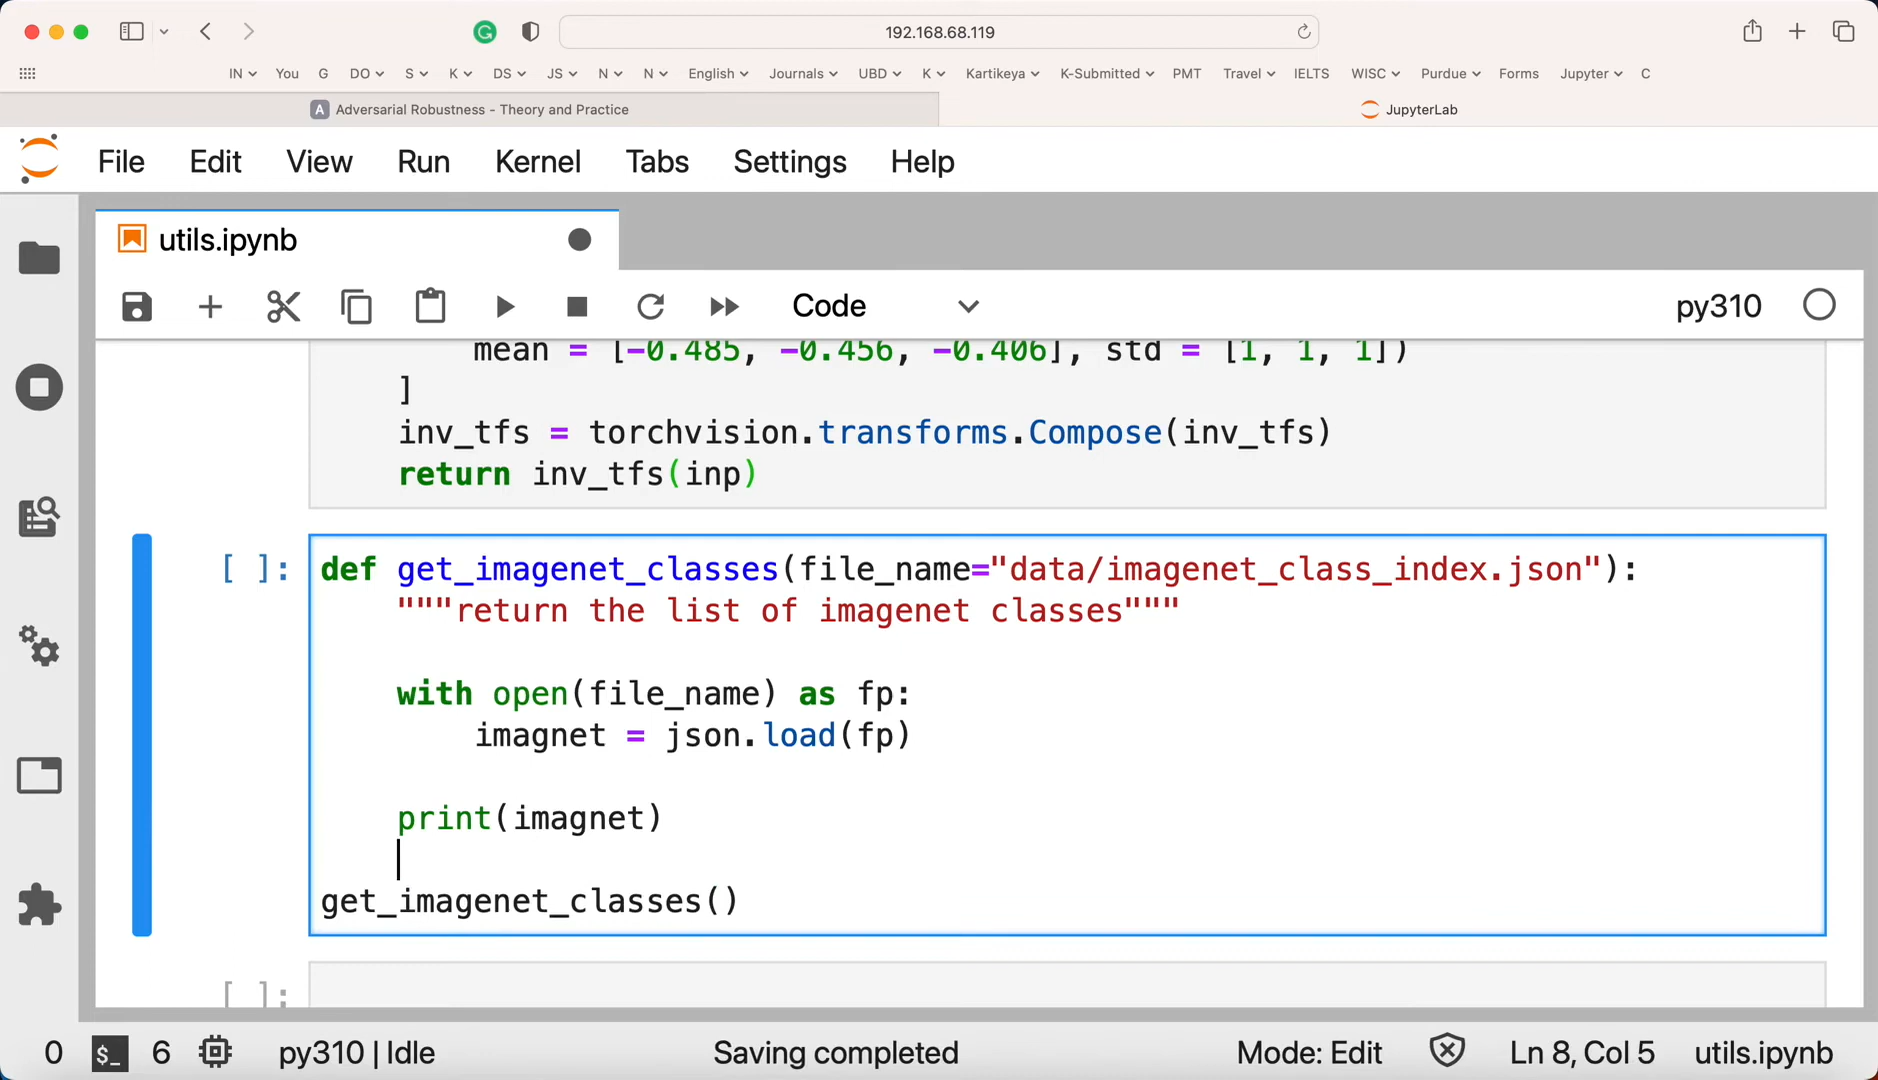 192.168.68.119
IN You G DO S K DS JS N N English Journals UBD K Kartikeya K-Submitted PMT Travel IELTS WISC Purdue Forms Jupyter C
A Adversarial Robustness - Theory and Practice
JupyterLab
File Edit View Run Kernel Tabs Settings Help
utils.ipynb
Code
py310
mean = [-0.485, -0.456, -0.406], std = [1, 1, 1])
]
inv_tfs = torchvision.transforms.Compose(inv_tfs)
return inv_tfs(inp)
[ ]:
def get_imagenet_classes(file_name="data/imagenet_class_index.json"):
"""return the list of imagenet classes"""
with open(file_name) as fp:
imagnet = json.load(fp)
print(imagnet)
get_imagenet_classes()
[ ]:
0 $_ 6 py310 | Idle Saving completed Mode: Edit Ln 8, Col 5 utils.ipynb